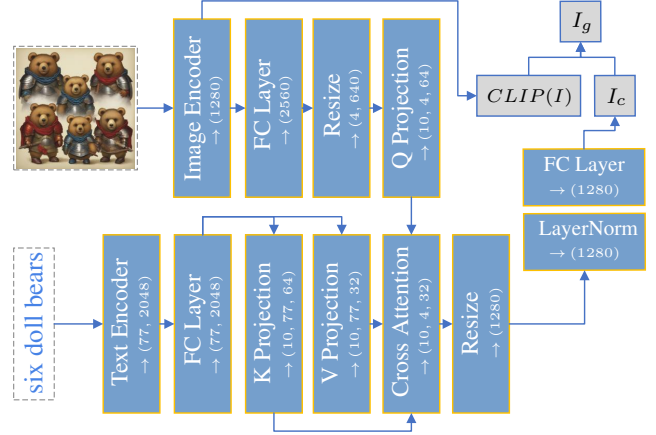 Image Encoder
→ (1280)
FC Layer
→ (2560)
Resize
→ (4, 640)
Q Projection
→ (10, 4, 64)
I_g
CLIP(I)
I_c
FC Layer
→ (1280)
LayerNorm
→ (1280)
six doll bears
Text Encoder
→ (77, 2048)
FC Layer
→ (77, 2048)
K Projection
→ (10, 77, 64)
V Projection
→ (10, 77, 32)
Cross Attention
→ (10, 4, 32)
Resize
→ (1280)